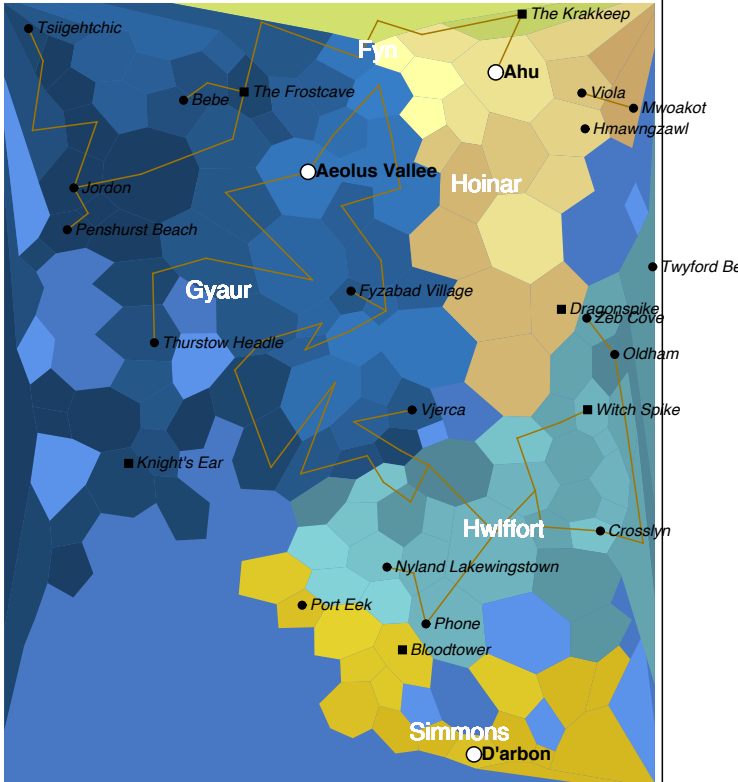 The Krakkeep
Tsiigehtchic
Fyn
Ahu
The Frostcave
Viola
Bebe
Mwoakot
Hmawngzawl
Aeolus Vallee
Hoinar
Jordon
Penshurst Beach
Twyford Be
Gyaur
Fyzabad Village
Dragonspike
Zeb Cove
Thurstow Headle
Oldham
Vjerca
Witch Spike
Knight's Ear
Hwlffort
Crosslyn
Nyland Lakewingstown
Port Eek
Phone
Bloodtower
Simmons
D'arbon